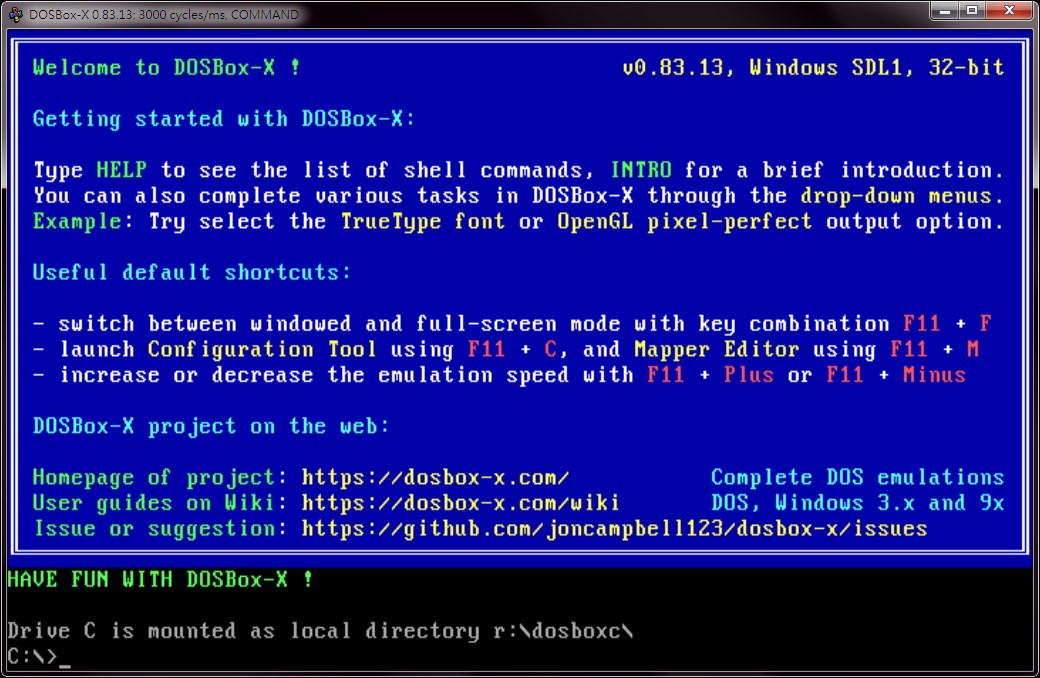 DOSBox-X 0.83.13: 3000 cycles/ms, COMMAND
Welcome to DOSBox-X ! v0.83.13, Windows SDL1, 32-bit
Getting started with DOSBox-X:
Type HELP to see the list of shell commands, INTRO for a brief introduction.
You can also complete various tasks in DOSBox-X through the drop-down menus.
Example: Try select the TrueType font or OpenGL pixel-perfect output option.
Useful default shortcuts:
- switch between windowed and full-screen mode with key combination F11 + F
- launch Configuration Tool using F11 + C, and Mapper Editor using F11 + M
- increase or decrease the emulation speed with F11 + Plus or F11 + Minus
DOSBox-X project on the web:
Homepage of project: https://dosbox-x.com/ Complete DOS emulations
User guides on Wiki: https://dosbox-x.com/wiki DOS, Windows 3.x and 9x
Issue or suggestion: https://github.com/joncampbell123/dosbox-x/issues
HAVE FUN WITH DOSBox-X !
Drive C is mounted as local directory r:\dosboxc\
C:\>_